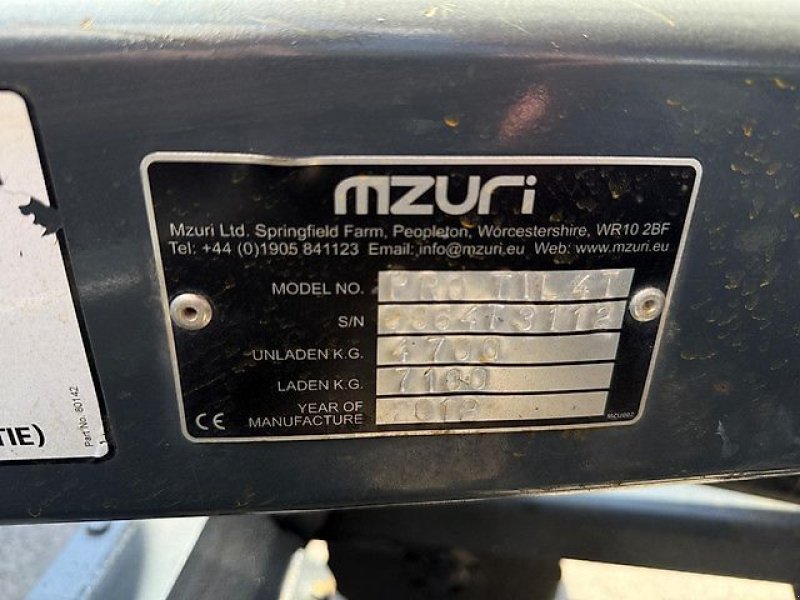 mzuri
Mzuri Ltd. Springfield Farm, Peopleton, Worcestershire, WR10 2BF
Tel: +44 (0)1905 841123 Email: info@mzuri.eu Web: www.mzuri.eu
MODEL NO. PRO TIL 4T
S/N
UNLADEN K.G. 4700
LADEN K.G. 7100
YEAR OF
MANUFACTURE
CE
MZU002
TIE)
Part No. 80142